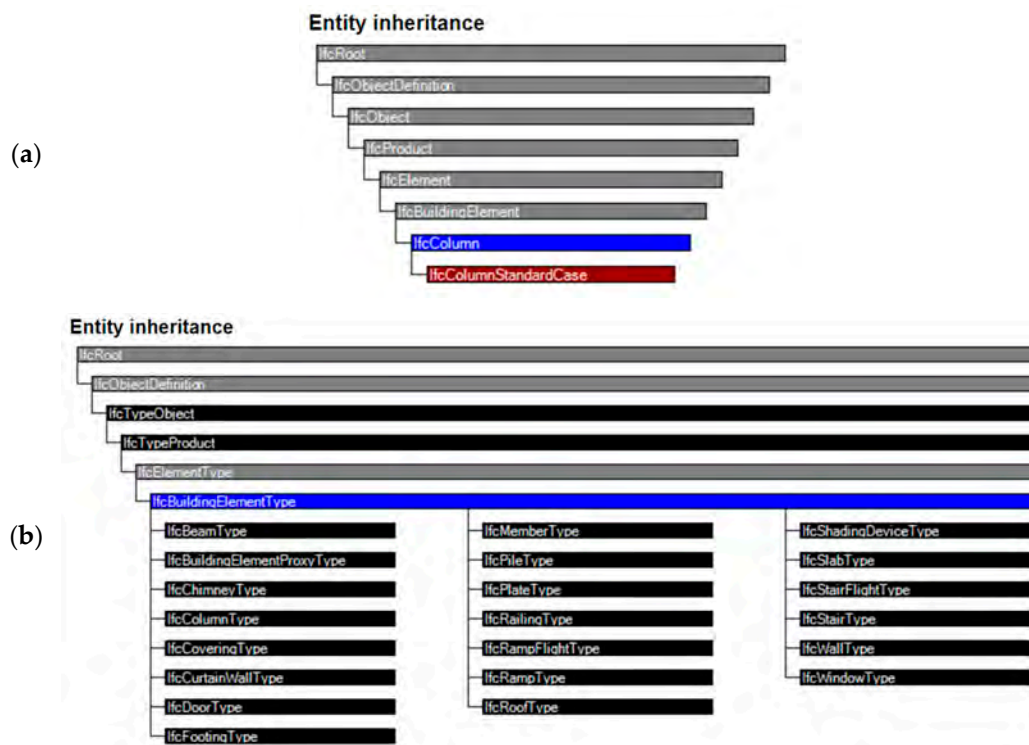 Entity inheritance
IfcRoot
IfcObjectDefinition
IfcObject
(a)
IfcProduct
IfcElement
IfcBuildingElement
IfcColumn
IfcColumnStandardCase
Entity inheritance
IfcRoot
IfcObjectDefinition
IfcTypeObject
IfcTypeProduct
IfcElementType
IfcBuildingElementType
(b)
IfcBeamType
IfcBuildingElementProxyType
IfcChimneyType
IfcColumnType
IfcCoveringType
IfcCurtainWallType
IfcDoorType
IfcFootingType
IfcMemberType
IfcPileType
IfcPlateType
IfcRailingType
IfcRampFlightType
IfcRampType
IfcRoofType
IfcShadingDeviceType
IfcSlabType
IfcStairFlightType
IfcStairType
IfcWallType
IfcWindowType